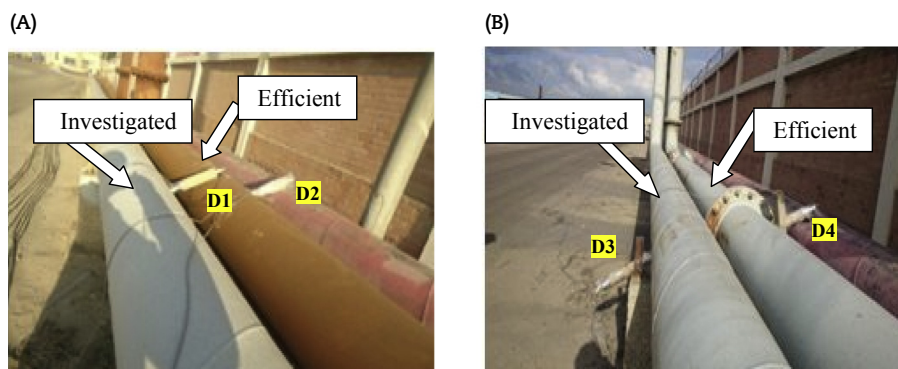 (A)
Investigated
Efficient
D1
D2
(B)
Investigated
Efficient
D3
D4